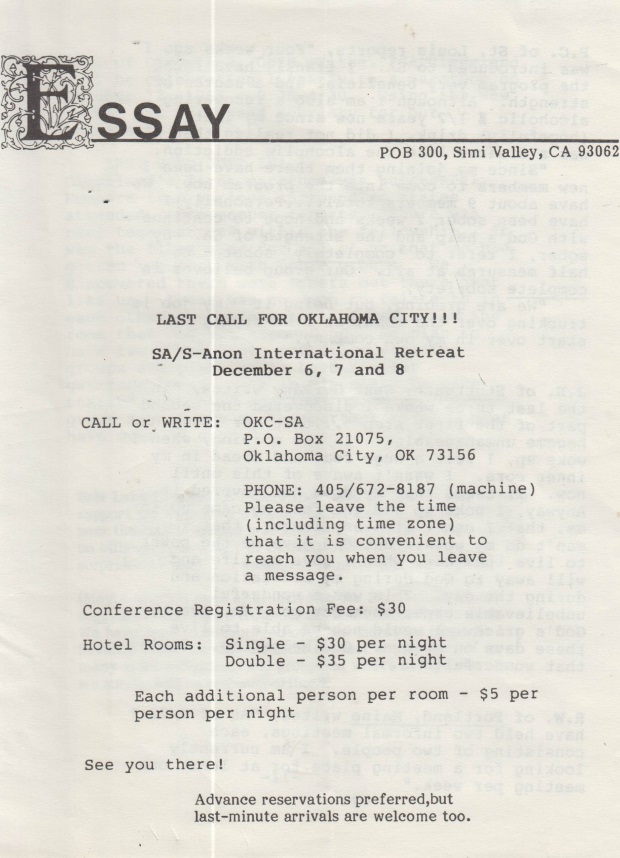 ESSAY
POB 300, Simi Valley, CA 93062
LAST CALL FOR OKLAHOMA CITY!!!
SA/S-Anon International Retreat
December 6, 7 and 8
CALL or WRITE: OKC-SA
P.O. Box 21075,
Oklahoma City, OK 73156
PHONE: 405/672-8187 (machine)
Please leave the time
(including time zone)
that it is convenient to
reach you when you leave
a message.
Conference Registration Fee: $30
Hotel Rooms: Single - $30 per night
Double - $35 per night
Each additional person per room - $5 per
person per night
See you there!
Advance reservations preferred,but
last-minute arrivals are welcome too.